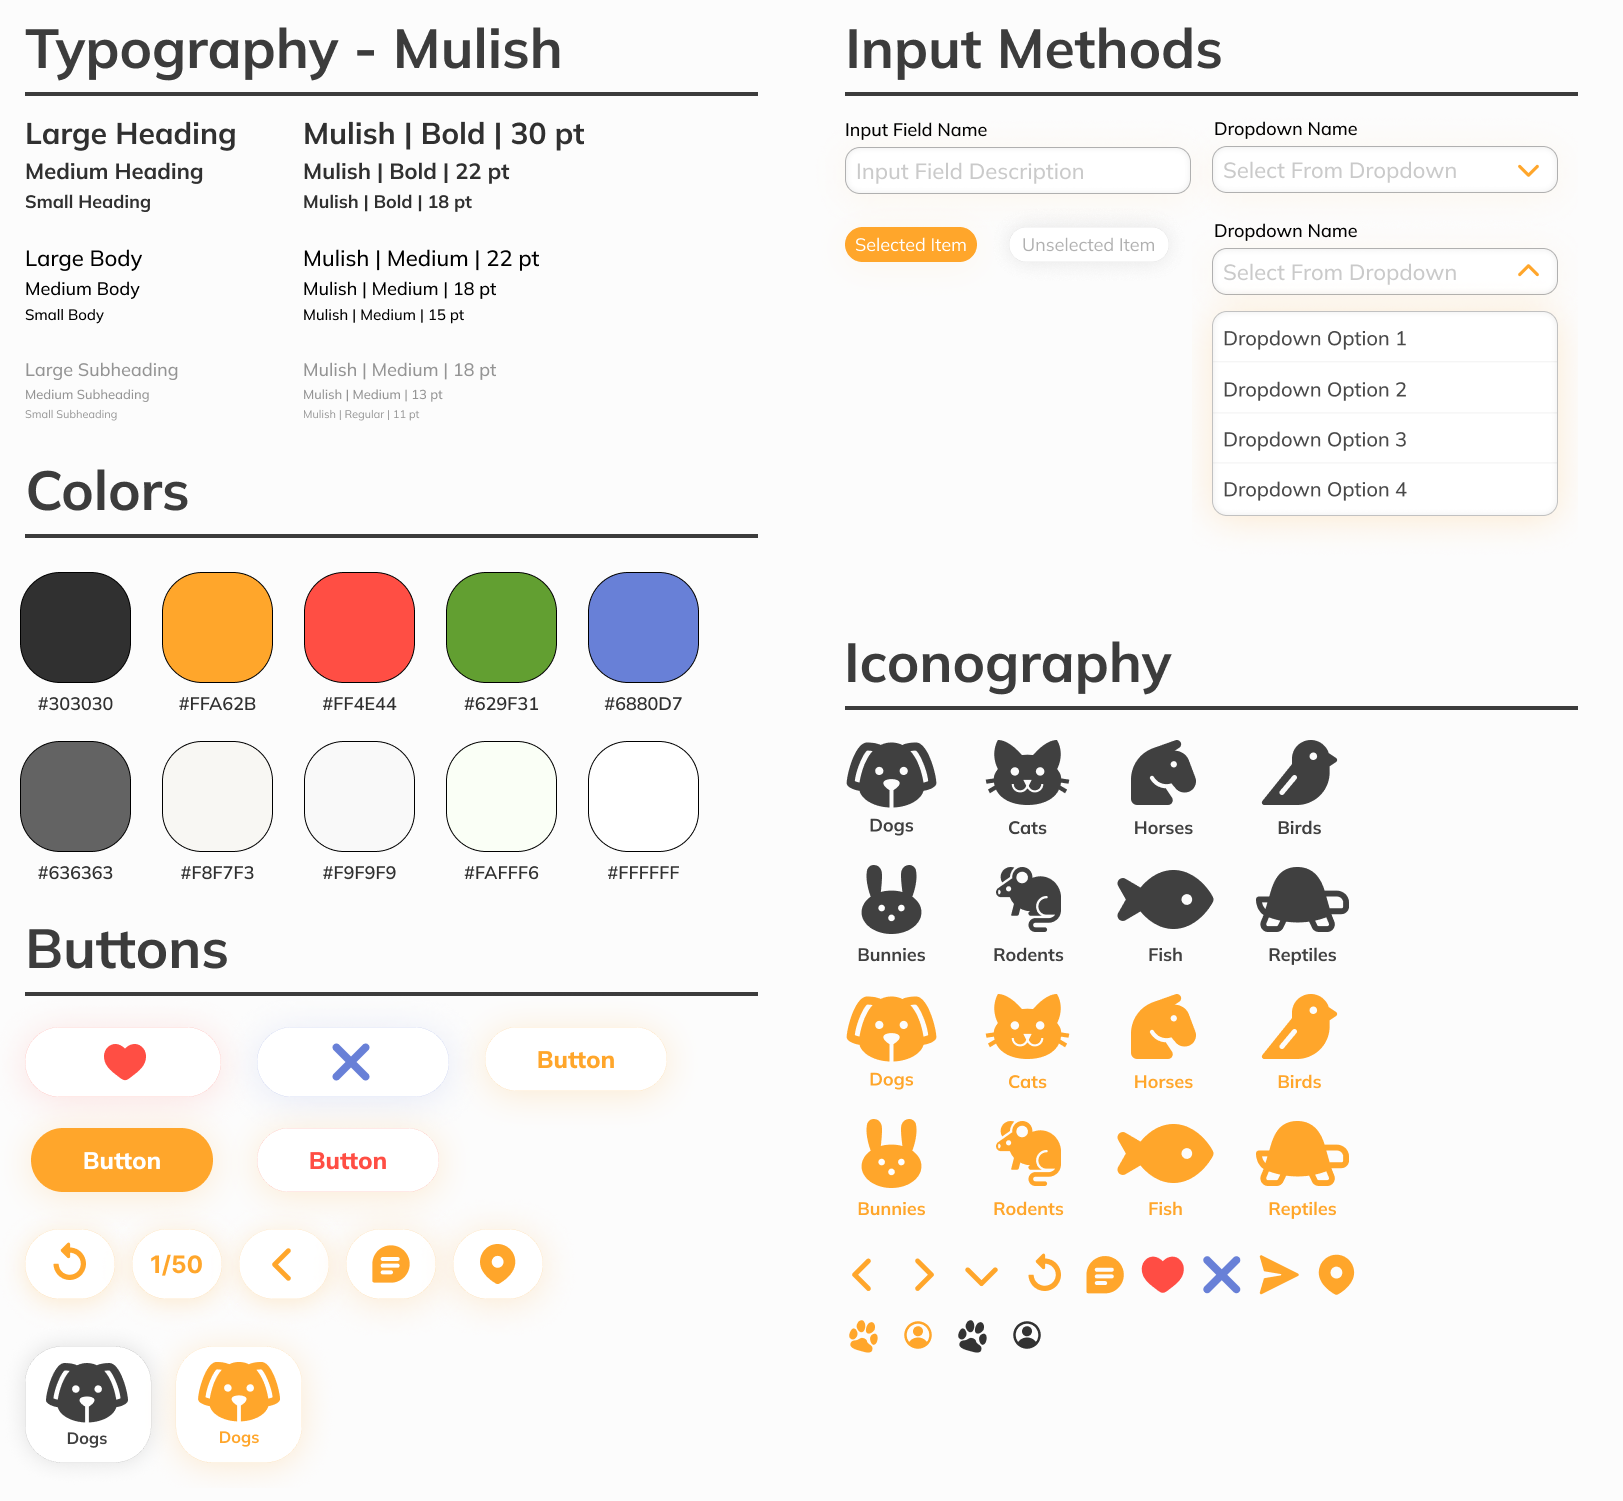 Typography - Mulish
Large Heading Mulish | Bold | 30 pt
Medium Heading Mulish | Bold | 22 pt
Small Heading Mulish | Bold | 18 pt
Large Body Mulish | Medium | 22 pt
Medium Body Mulish | Medium | 18 pt
Small Body Mulish | Medium | 15 pt
Large Subheading Mulish | Medium | 18 pt
Medium Subheading Mulish | Medium | 13 pt
Small Subheading Mulish | Regular | 11 pt
Colors
#303030 #FFA62B #FF4E44 #629F31 #6880D7
#636363 #F8F7F3 #F9F9F9 #FAFFF6 #FFFFFF
Buttons
Button
Button Button
1/50
Dogs Dogs
Input Methods
Input Field Name Dropdown Name
Input Field Description Select From Dropdown
Selected Item Unselected Item Dropdown Name
Select From Dropdown
Dropdown Option 1
Dropdown Option 2
Dropdown Option 3
Dropdown Option 4
Iconography
Dogs Cats Horses Birds
Bunnies Rodents Fish Reptiles
Dogs Cats Horses Birds
Bunnies Rodents Fish Reptiles